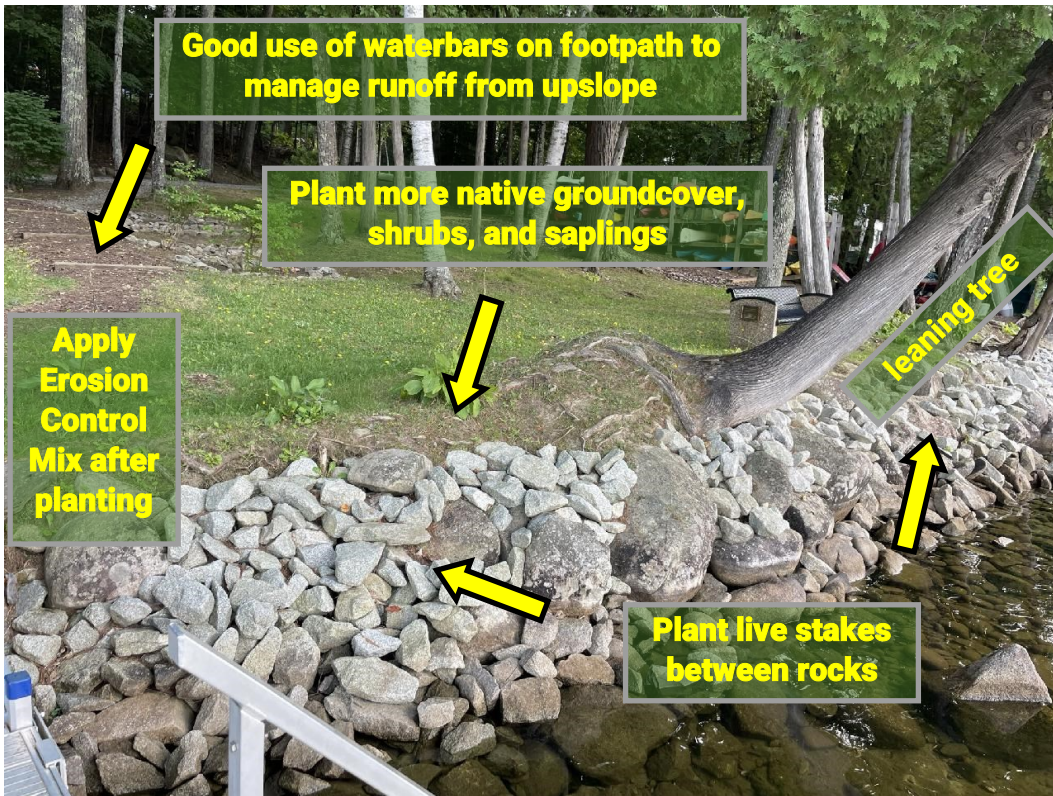 Good use of waterbars on footpath to
manage runoff from upslope
Plant more native groundcover,
shrubs, and saplings
leaning tree
Apply
Erosion
Control
Mix after
planting
Plant live stakes
between rocks